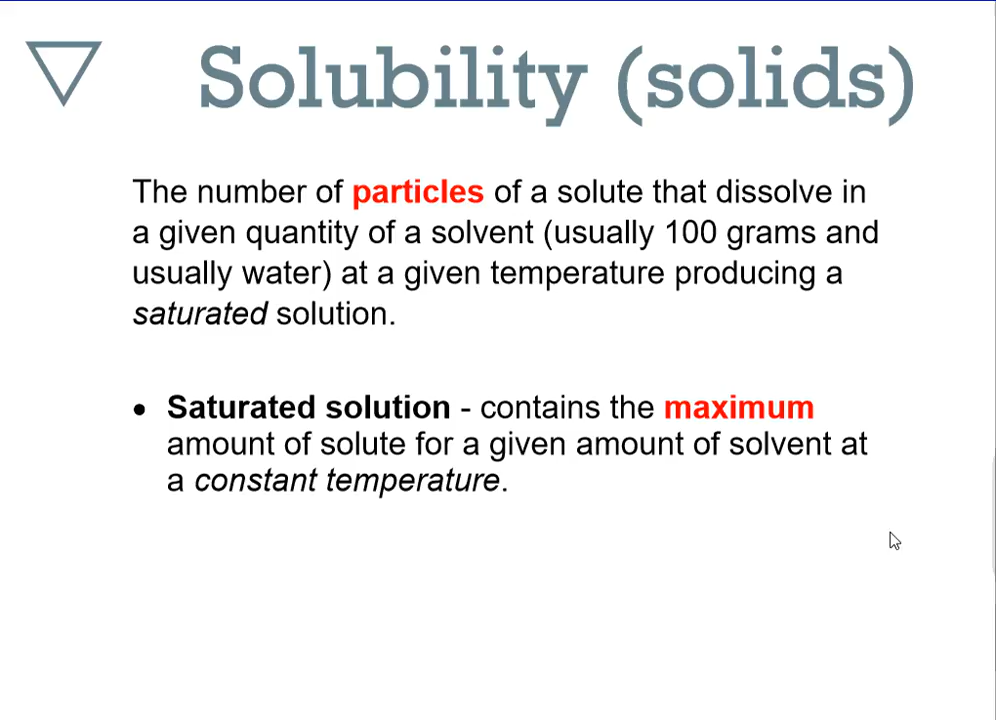 Solubility (solids)
The number of particles of a solute that dissolve in
a given quantity of a solvent (usually 100 grams and
usually water) at a given temperature producing a
saturated solution.
• Saturated solution - contains the maximum
amount of solute for a given amount of solvent at
a constant temperature.